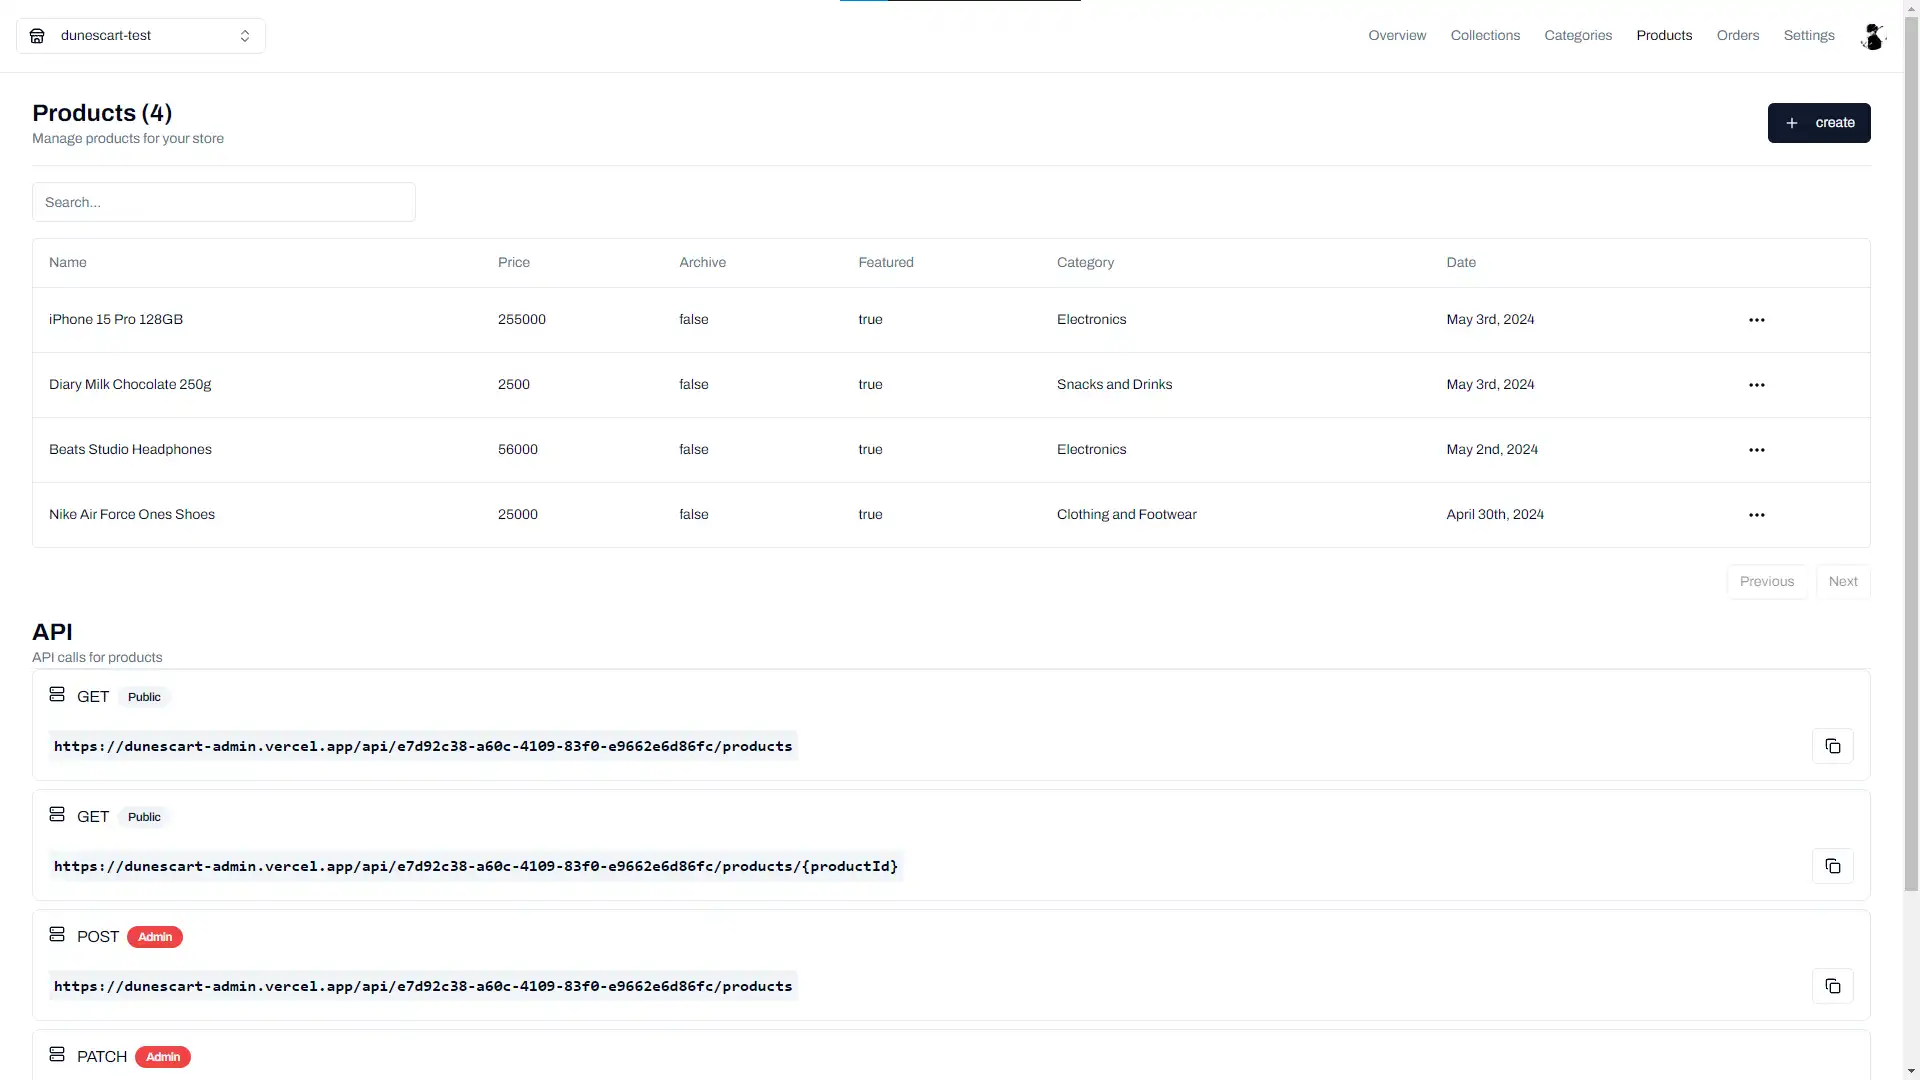 dunescart-test
Overview Collections Categories Products Orders Settings
Products (4)
Manage products for your store
+ create
Search...
Name Price Archive Featured Category Date
iPhone 15 Pro 128GB 255000 false true Electronics May 3rd, 2024
Diary Milk Chocolate 250g 2500 false true Snacks and Drinks May 3rd, 2024
Beats Studio Headphones 56000 false true Electronics May 2nd, 2024
Nike Air Force Ones Shoes 25000 false true Clothing and Footwear April 30th, 2024
Previous Next
API
API calls for products
GET Public
https://dunescart-admin.vercel.app/api/e7d92c38-a60c-4109-83f0-e9662e6d86fc/products
GET Public
https://dunescart-admin.vercel.app/api/e7d92c38-a60c-4109-83f0-e9662e6d86fc/products/{productId}
POST Admin
https://dunescart-admin.vercel.app/api/e7d92c38-a60c-4109-83f0-e9662e6d86fc/products
PATCH Admin